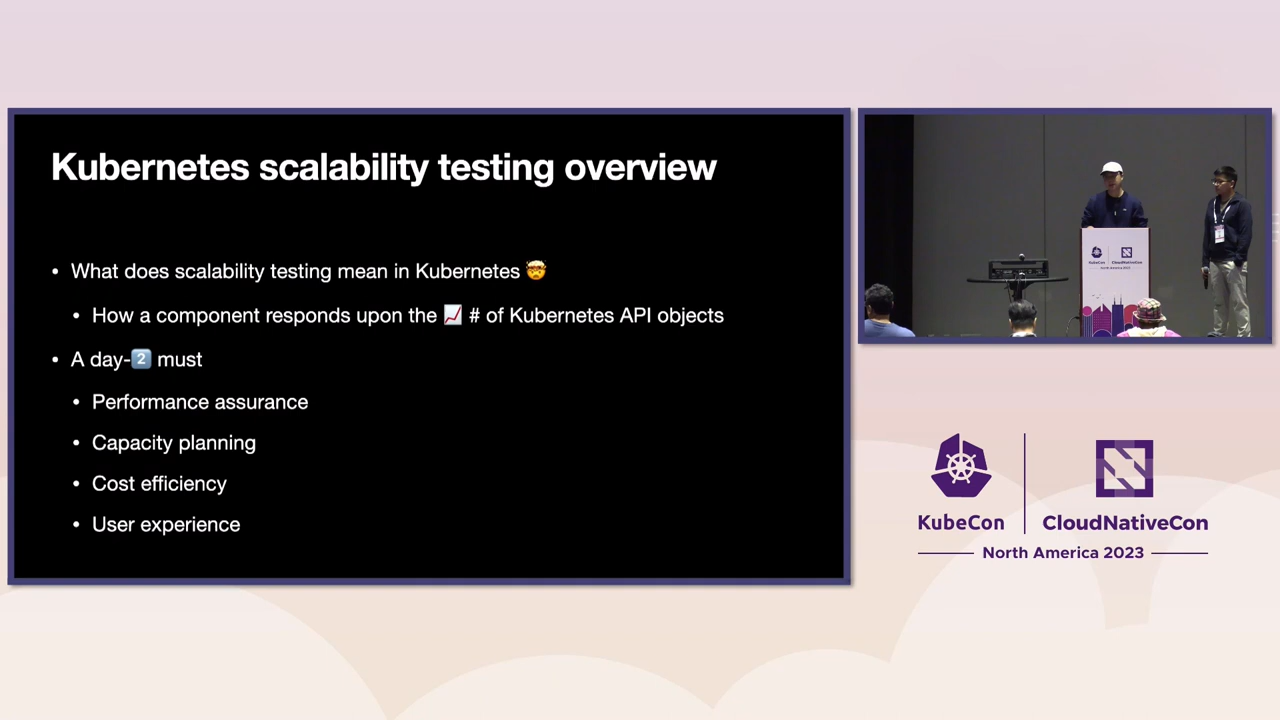 Kubernetes scalability testing overview
• What does scalability testing mean in Kubernetes 🤯
• How a component responds upon the 📈 # of Kubernetes API objects
• A day-2️⃣ must
• Performance assurance
• Capacity planning
• Cost efficiency
• User experience
KubeCon
CloudNativeCon
North America 2023